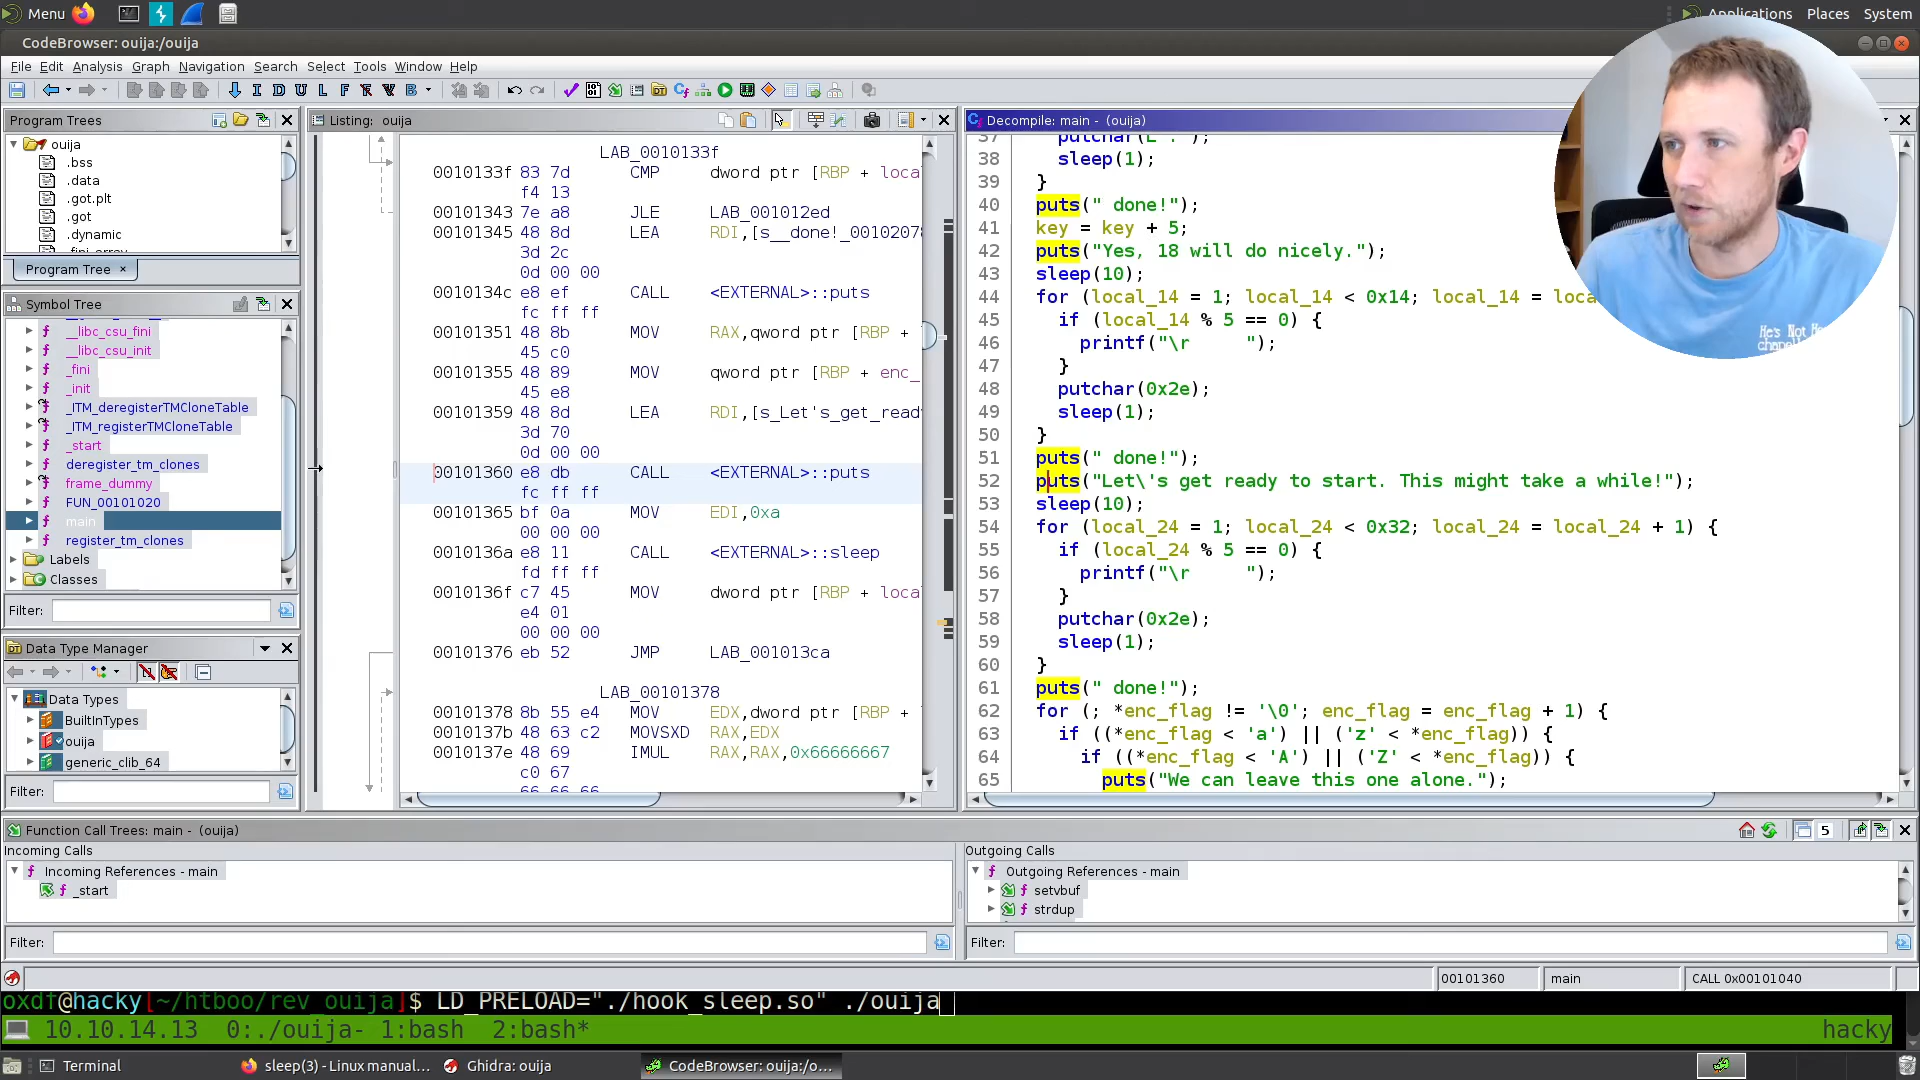 Menu
Applications Places System
CodeBrowser: ouija:/ouija
File Edit Analysis Graph Navigation Search Select Tools Window Help
I D U L F B
Program Trees
ouija
.bss
.data
.got.plt
.got
.dynamic
.fini_array
Program Tree ×
Symbol Tree
__libc_csu_fini
__libc_csu_init
_fini
_init
_ITM_deregisterTMCloneTable
_ITM_registerTMCloneTable
_start
deregister_tm_clones
frame_dummy
FUN_00101020
main
register_tm_clones
Labels
Classes
Filter:
Data Type Manager
Data Types
BuiltInTypes
ouija
generic_clib_64
Filter:
Listing: ouija
LAB_0010133f
0010133f 83 7d CMP dword ptr [RBP + loca
f4 13
00101343 7e a8 JLE LAB_001012ed
00101345 48 8d LEA RDI,[s__done!_00102078
3d 2c
0d 00 00
0010134c e8 ef CALL <EXTERNAL>::puts
fc ff ff
00101351 48 8b MOV RAX,qword ptr [RBP +
45 c0
00101355 48 89 MOV qword ptr [RBP + enc_
45 e8
00101359 48 8d LEA RDI,[s_Let's_get_read
3d 70
0d 00 00
00101360 e8 db CALL <EXTERNAL>::puts
fc ff ff
00101365 bf 0a MOV EDI,0xa
00 00 00
0010136a e8 11 CALL <EXTERNAL>::sleep
fd ff ff
0010136f c7 45 MOV dword ptr [RBP + loca
e4 01
00 00 00
00101376 eb 52 JMP LAB_001013ca
LAB_00101378
00101378 8b 55 e4 MOV EDX,dword ptr [RBP +
0010137b 48 63 c2 MOVSXD RAX,EDX
0010137e 48 69 IMUL RAX,RAX,0x66666667
c0 67
66 66 66
Decompile: main - (ouija)
37 putchar(
38 sleep(1);
39 }
40 puts(" done!");
41 key = key + 5;
42 puts("Yes, 18 will do nicely.");
43 sleep(10);
44 for (local_14 = 1; local_14 < 0x14; local_14 = loca
45 if (local_14 % 5 == 0) {
46 printf("\r     ");
47 }
48 putchar(0x2e);
49 sleep(1);
50 }
51 puts(" done!");
52 puts("Let\'s get ready to start. This might take a while!");
53 sleep(10);
54 for (local_24 = 1; local_24 < 0x32; local_24 = local_24 + 1) {
55 if (local_24 % 5 == 0) {
56 printf("\r     ");
57 }
58 putchar(0x2e);
59 sleep(1);
60 }
61 puts(" done!");
62 for (; *enc_flag != '\0'; enc_flag = enc_flag + 1) {
63 if ((*enc_flag < 'a') || ('z' < *enc_flag)) {
64 if ((*enc_flag < 'A') || ('Z' < *enc_flag)) {
65 puts("We can leave this one alone.");
He's Not
Function Call Trees: main - (ouija)
5
Incoming Calls
Incoming References - main
_start
Filter:
Outgoing Calls
Outgoing References - main
setvbuf
strdup
Filter:
00101360 main CALL 0x00101040
oxdf@hacky[~/htboo/rev_ouija]$ LD_PRELOAD="./hook_sleep.so" ./ouija
10.10.14.13 0:./ouija- 1:bash 2:bash* hacky
Terminal
sleep(3) - Linux manual...
Ghidra: ouija
CodeBrowser: ouija:/o...